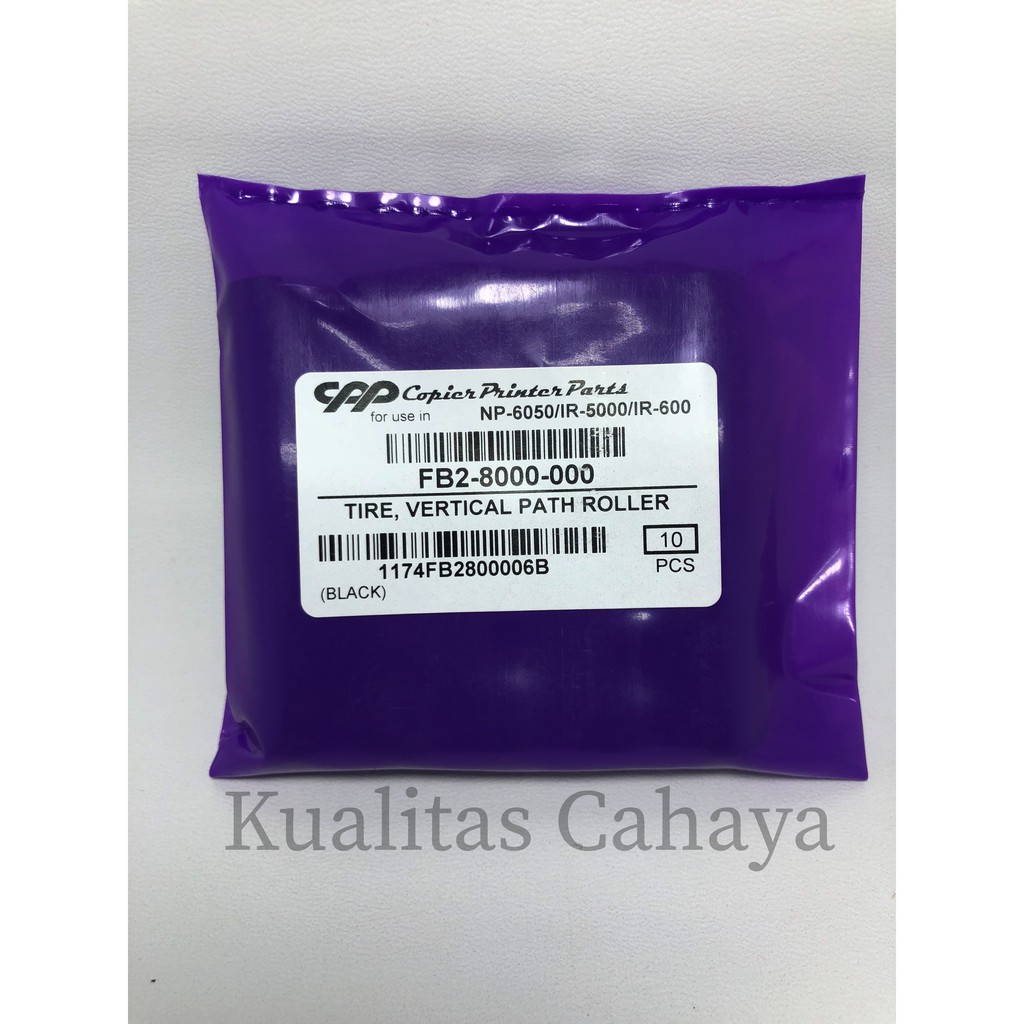 CPP Copier Printer Parts
for use in NP-6050/IR-5000/IR-600
FB2-8000-000
TIRE, VERTICAL PATH ROLLER
10
1174FB2800006B
PCS
(BLACK)
Kualitas Cahaya